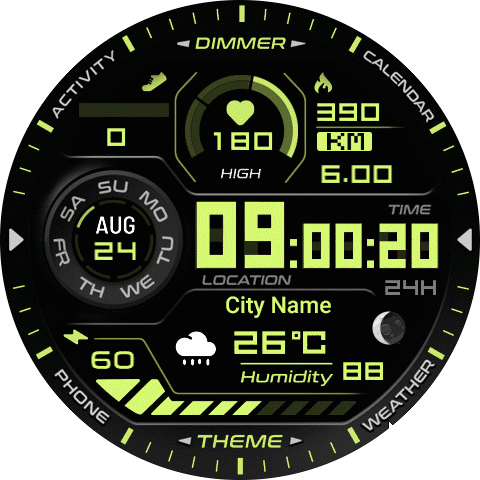 DIMMER
ACTIVITY
CALENDAR
0
180
HIGH
390
KM
6.00
SU MO TU WE TH FR SA
AUG
24
TIME
09:00:20
LOCATION
24H
City Name
26°C
60
Humidity 88
PHONE
WEATHER
THEME